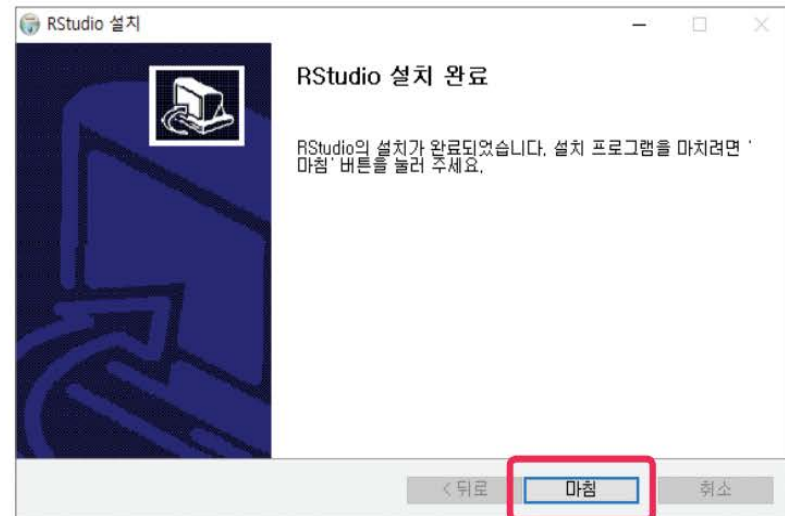 RStudio 설치
RStudio 설치 완료
RStudio의 설치가 완료되었습니다. 설치 프로그램을 마치려면 '
마침' 버튼을 눌러 주세요.
< 뒤로 마침 취소